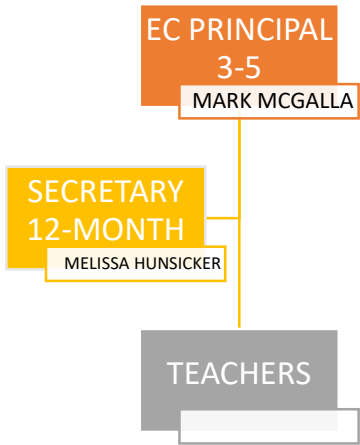 EC PRINCIPAL
3-5
MARK MCGALLA
SECRETARY
12-MONTH
MELISSA HUNSICKER
TEACHERS